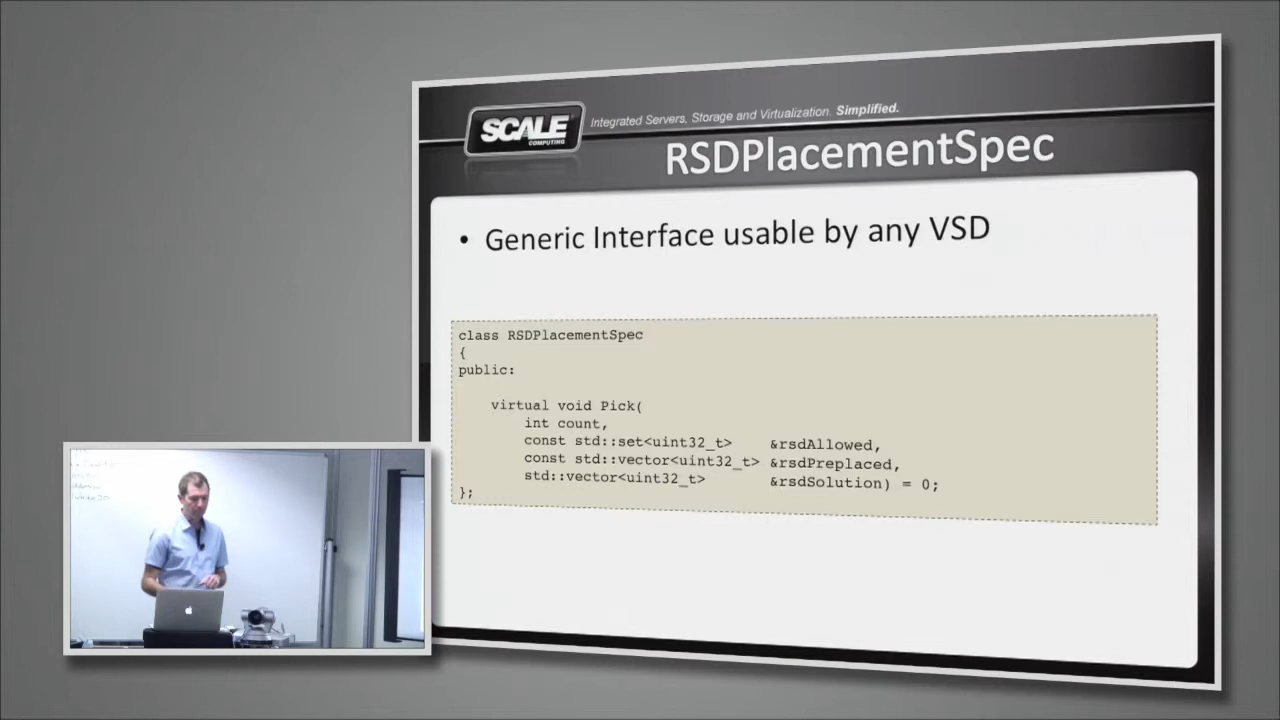 SCALE
COMPUTING
Integrated Servers, Storage and Virtualization. Simplified.
RSDPlacementSpec
• Generic Interface usable by any VSD
class RSDPlacementSpec
{
public:
virtual void Pick(
int count,
const std::set<uint32_t> &rsdAllowed,
const std::vector<uint32_t> &rsdPreplaced,
std::vector<uint32_t> &rsdSolution) = 0;
};